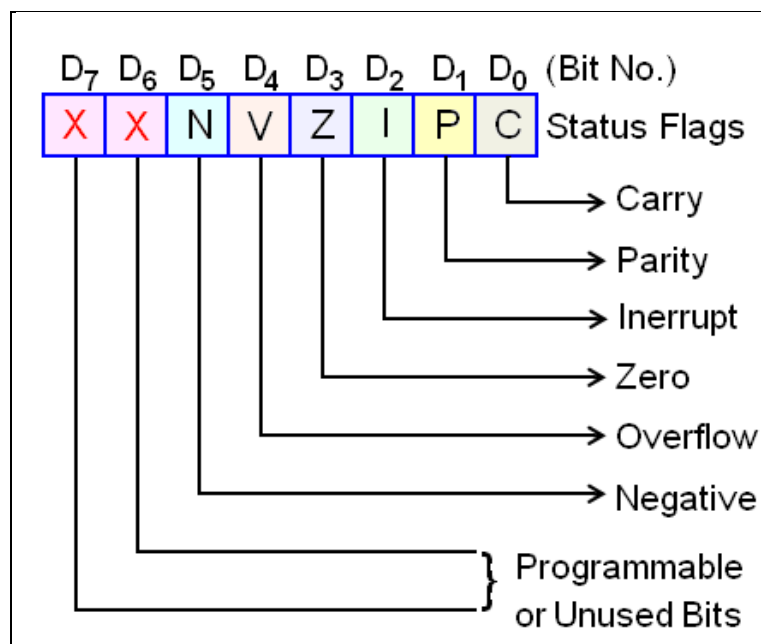 D7 D6 D5 D4 D3 D2 D1 D0 (Bit No.)
X X N V Z I P C Status Flags
Carry
Parity
Inerrupt
Zero
Overflow
Negative
Programmable
or Unused Bits